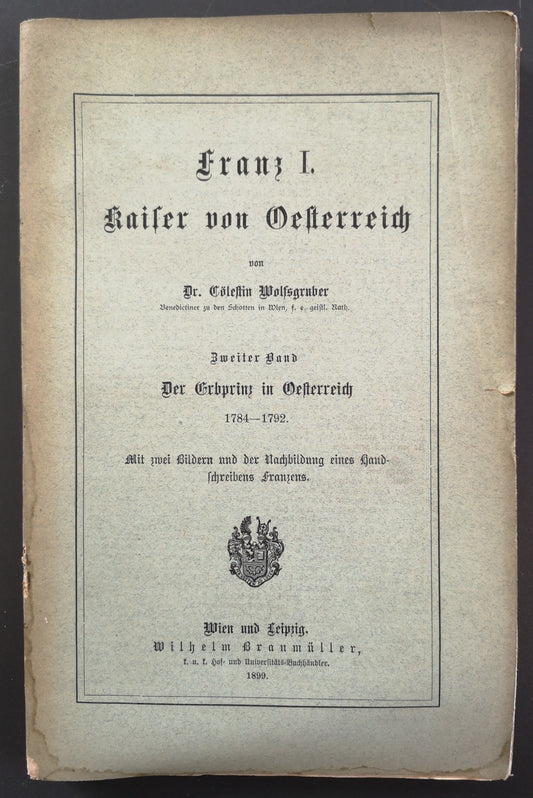 Franz I.
Kaiser von Oesterreich
von
Dr. Cölestin Wolfsgruber
Benedictiner zu den Schotten in Wien, f. e. geistl. Rath.
Zweiter Band
Der Erbprinz in Oesterreich
1784—1792.
Mit zwei Bildern und der Nachbildung eines Hand-
schreibens Franzens.
Wien und Leipzig.
Wilhelm Braumüller,
k. u. k. Hof- und Universitäts-Buchhändler.
1899.